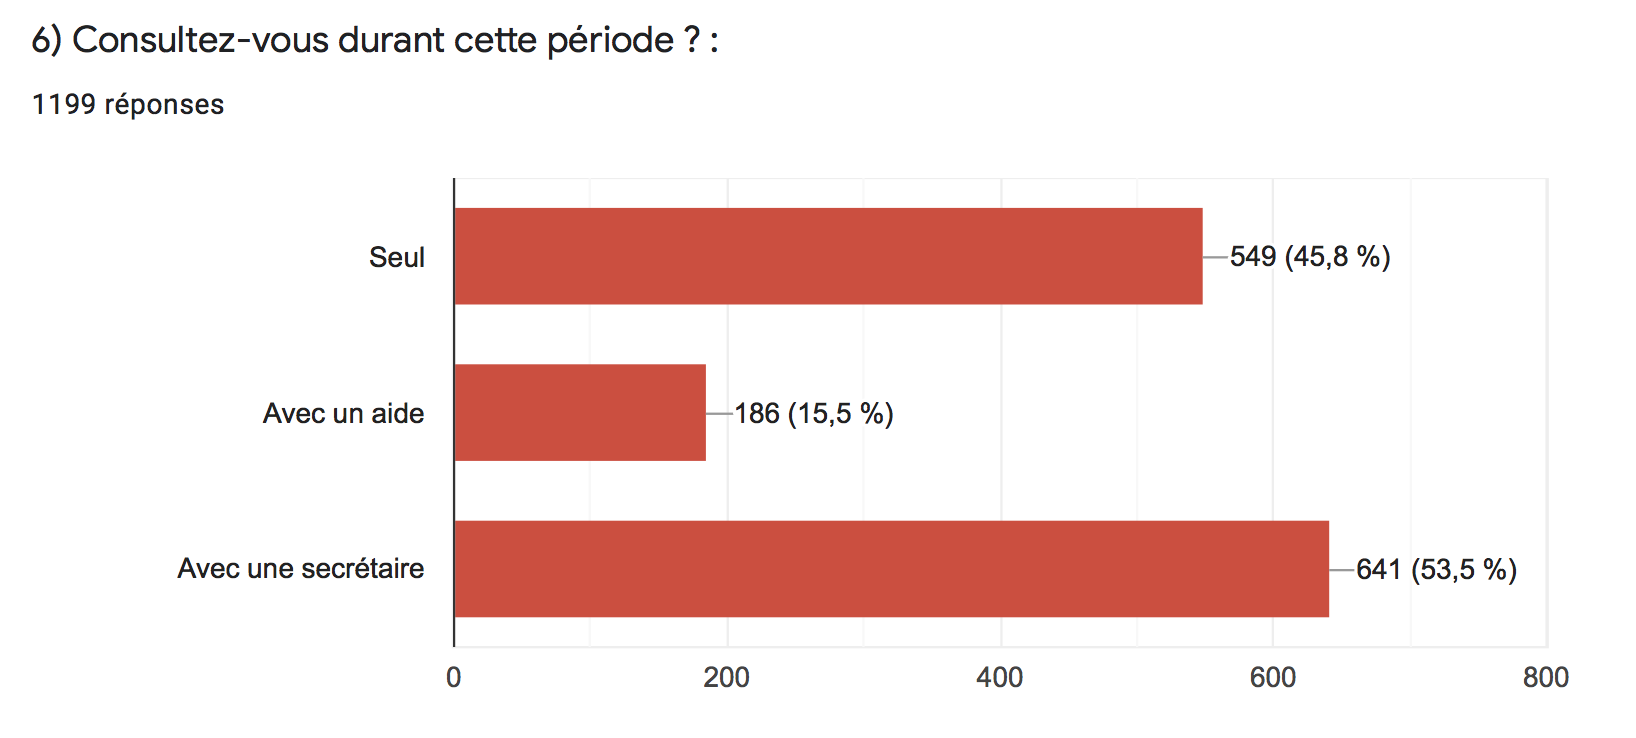 6) Consultez-vous durant cette période ? :
1199 réponses
Seul
549 (45,8 %)
Avec un aide
186 (15,5 %)
Avec une secrétaire
641 (53,5 %)
0 200 400 600 800